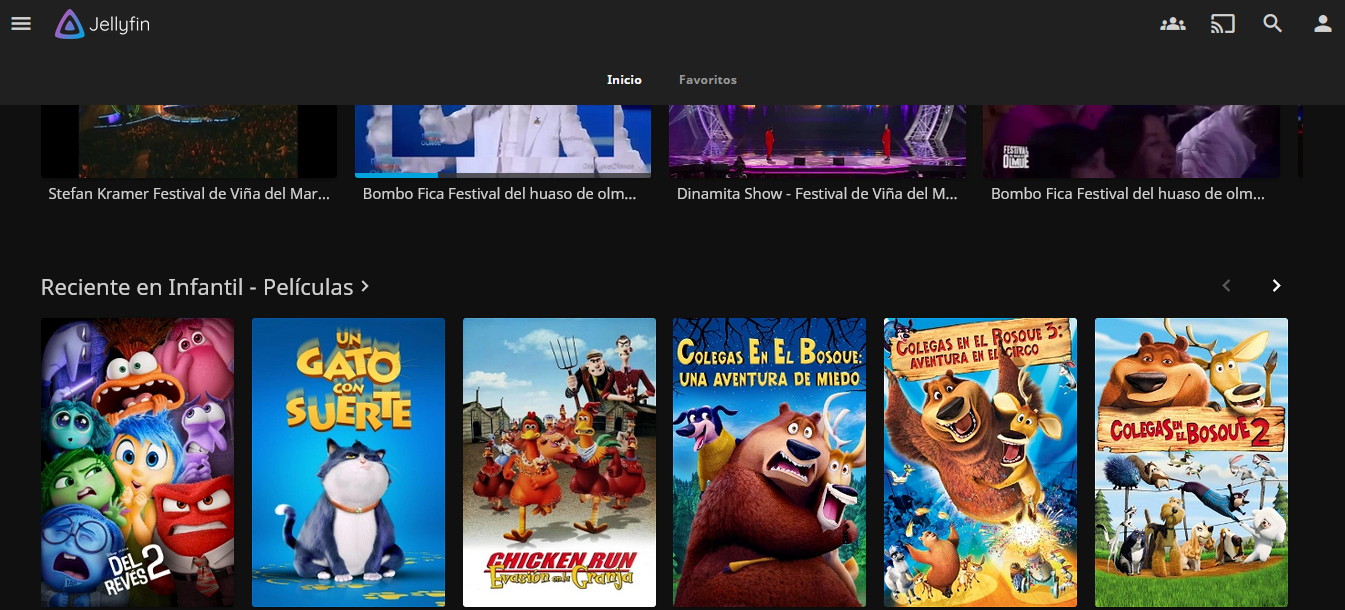 Jellyfin
Inicio
Favoritos
FESTIVAL
OLMUÉ
Stefan Kramer Festival de Viña del Mar...
Bombo Fica Festival del huaso de olm...
Dinamita Show - Festival de Viña del M...
Bombo Fica Festival del huaso de olm...
Reciente en Infantil - Películas
UN
GATO
CON
SUERTE
CHICKEN RUN
Evasión en la Granja
COLEGAS EN EL BOSQUE:
UNA AVENTURA DE MIEDO
COLEGAS EN EL BOSQUE 3:
AVENTURA EN EL CIRCO
COLEGAS EN
EL BOSQUE 2
DEL
REVÉS 2